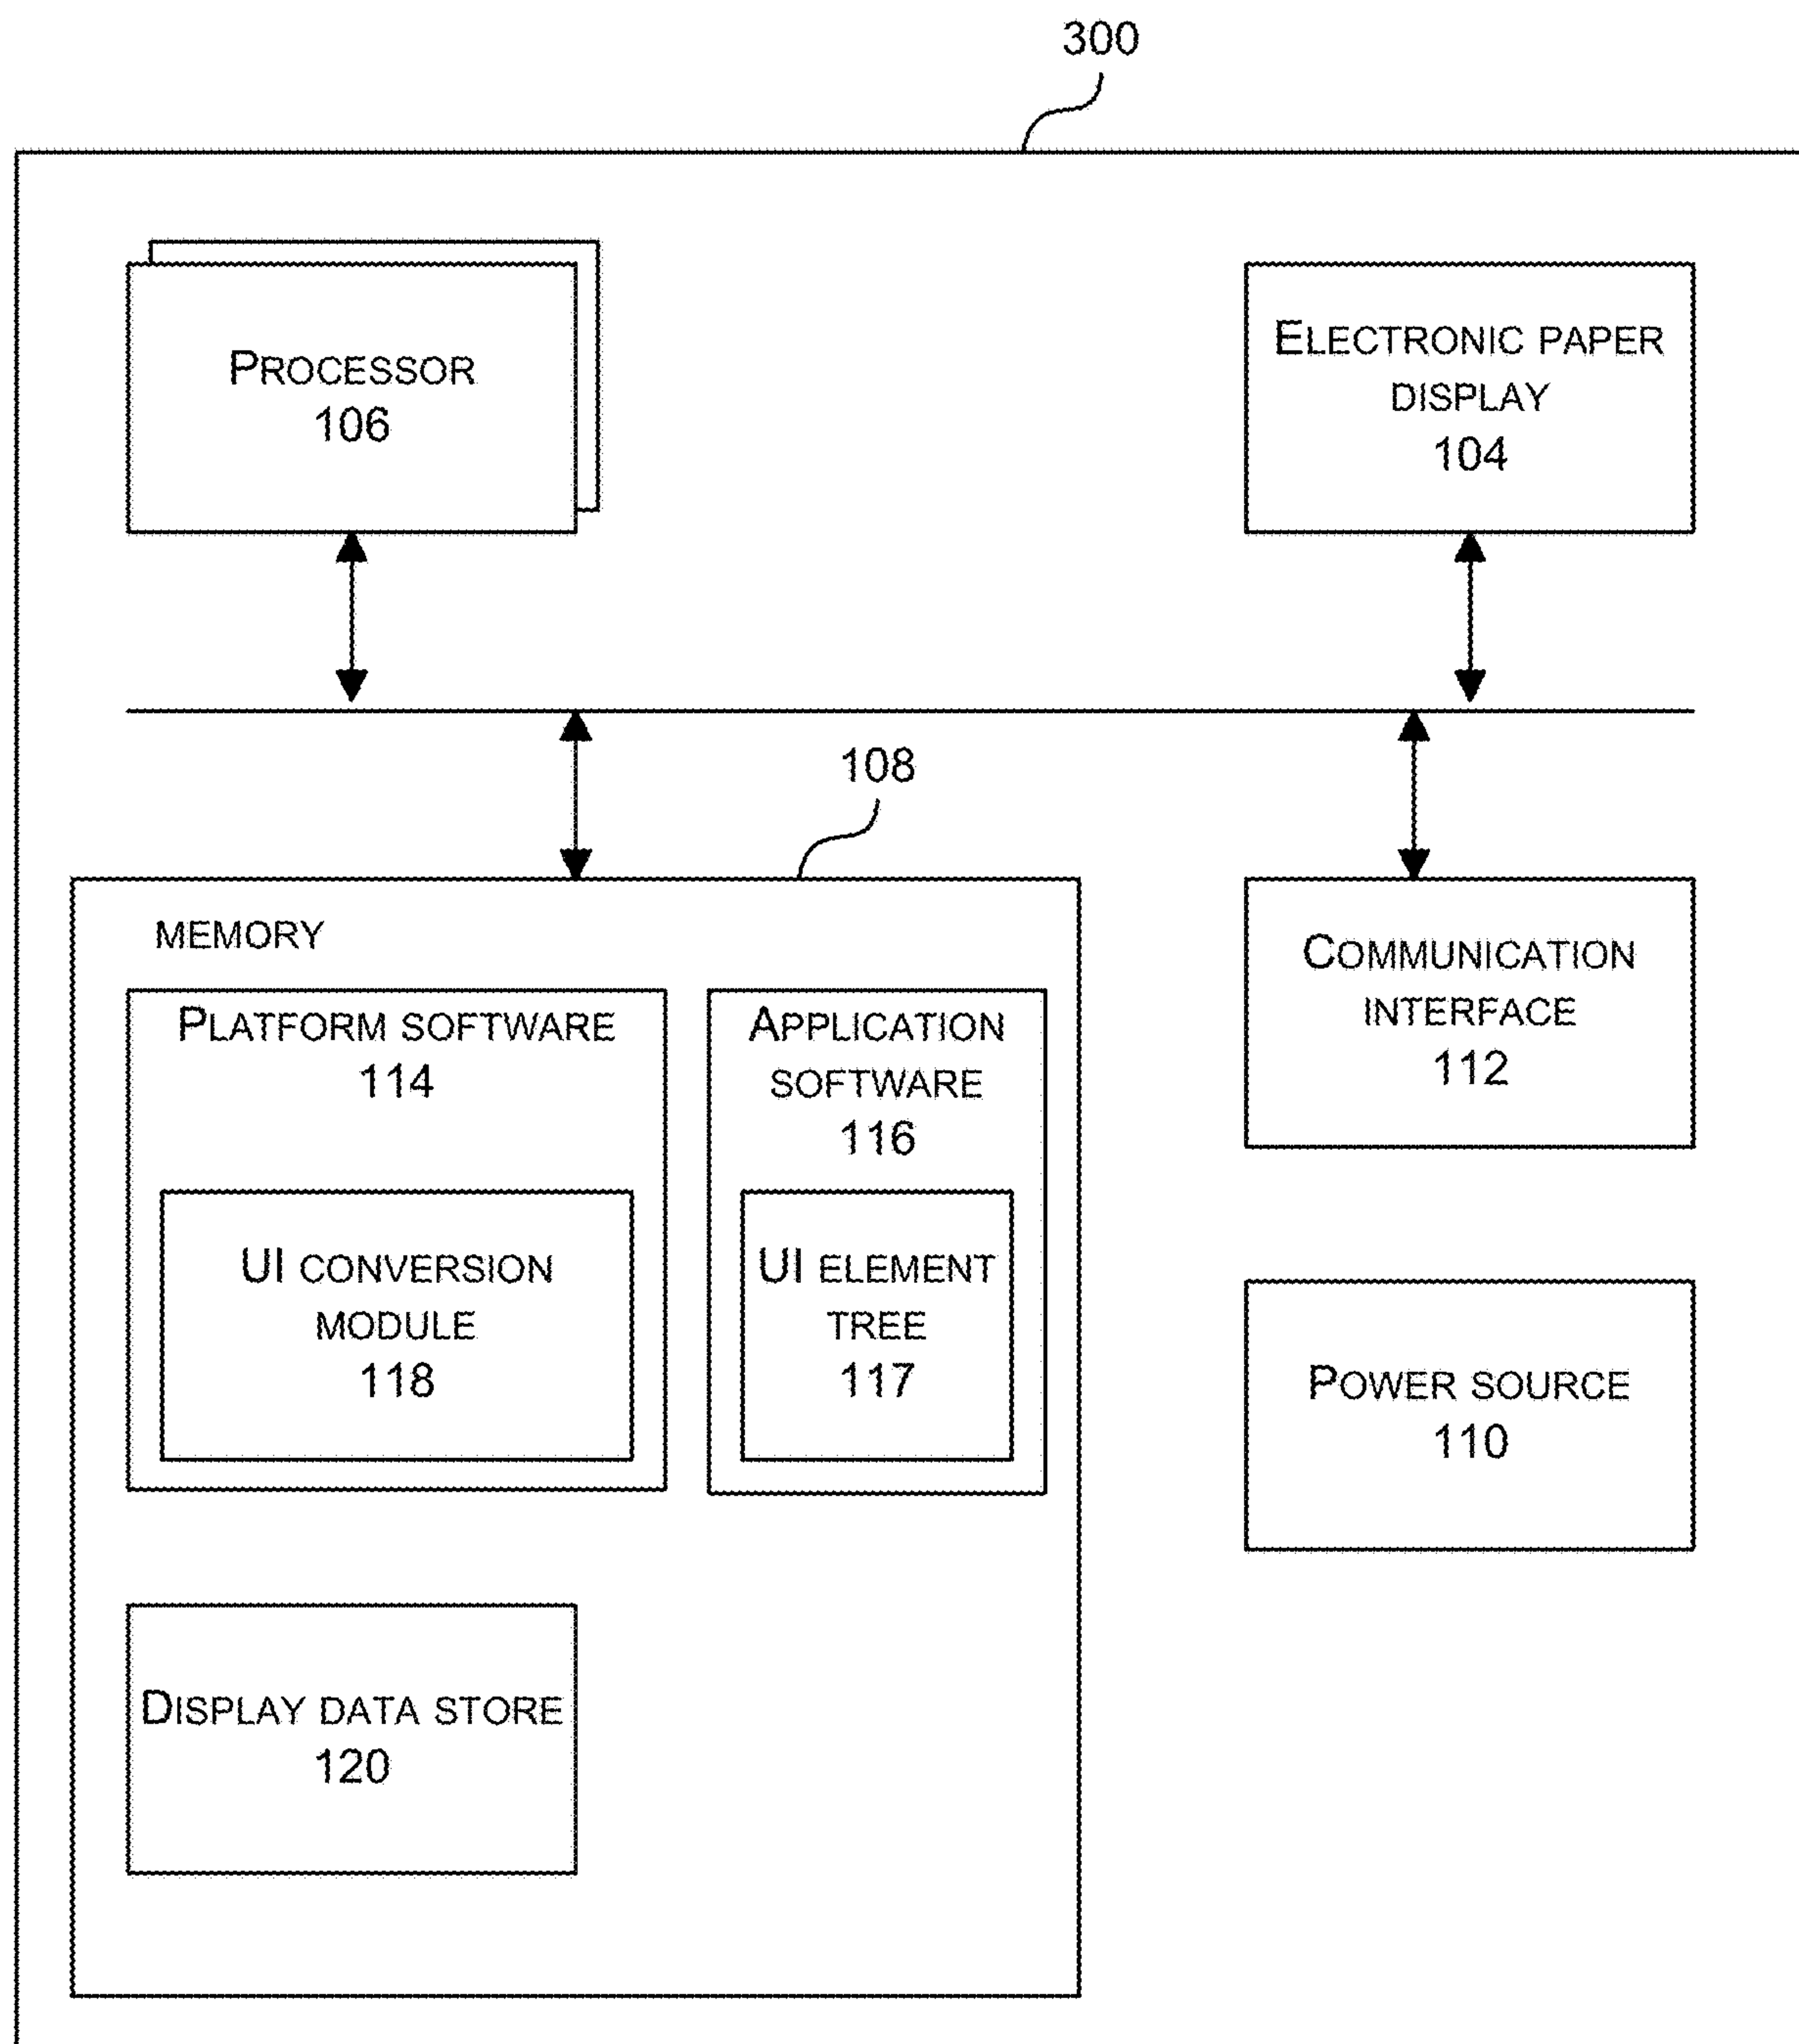 300
PROCESSOR
106
ELECTRONIC PAPER
DISPLAY
104
108
MEMORY
PLATFORM SOFTWARE
114
UI CONVERSION
MODULE
118
APPLICATION
SOFTWARE
116
UI ELEMENT
TREE
117
DISPLAY DATA STORE
120
COMMUNICATION
INTERFACE
112
POWER SOURCE
110